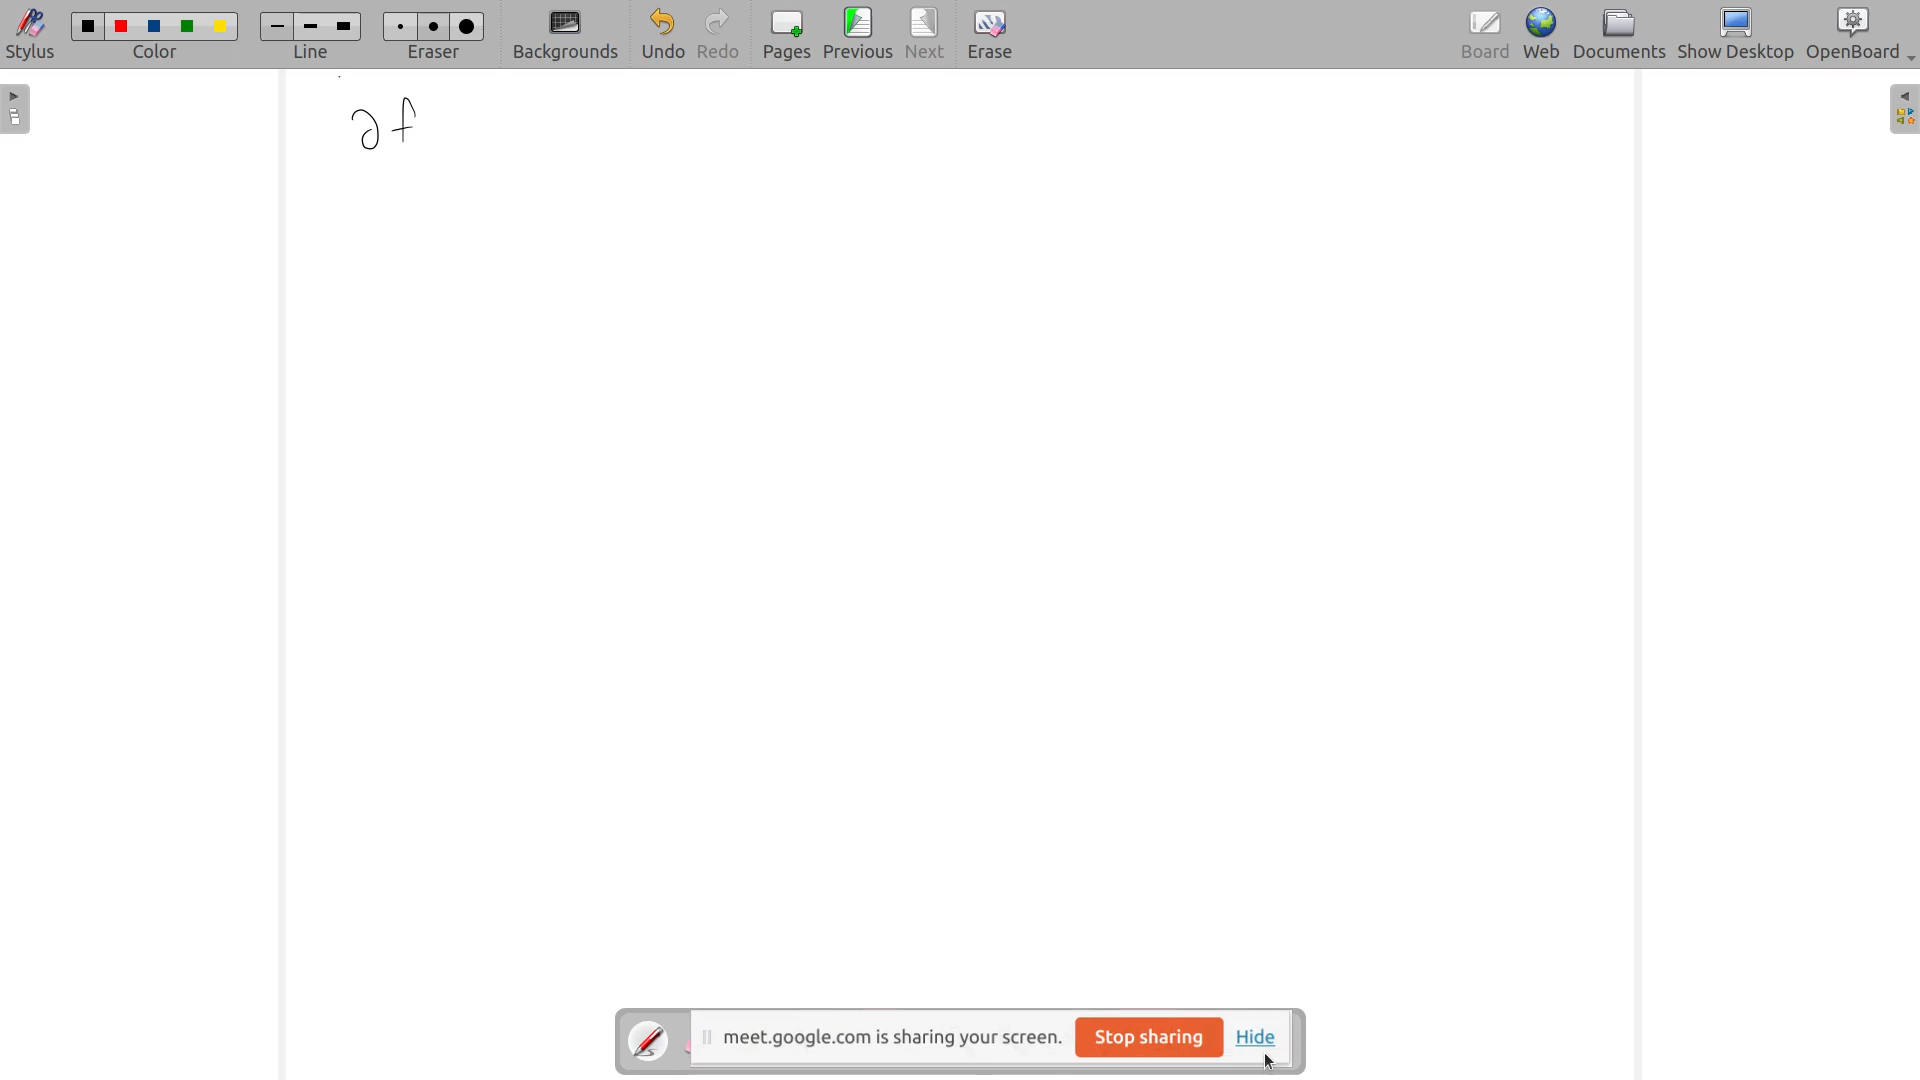 Stylus Color Line Eraser Backgrounds Undo Redo Pages Previous Next Erase Board Web Documents Show Desktop OpenBoard
∂f
meet.google.com is sharing your screen. Stop sharing Hide